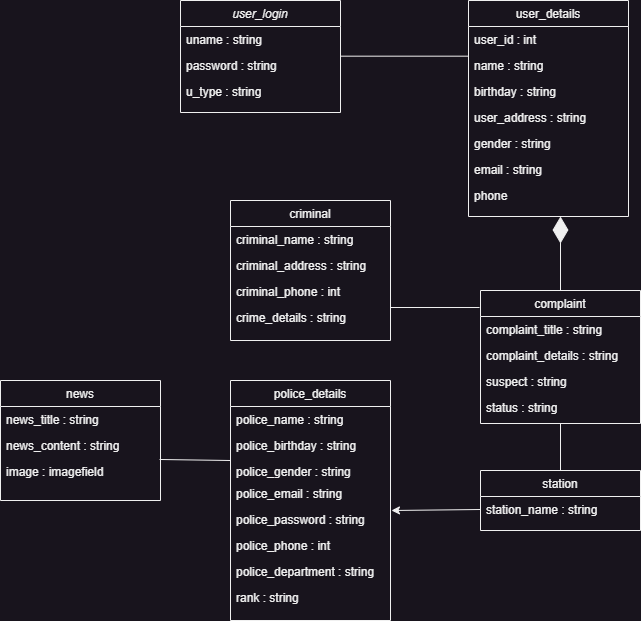 user_login
uname : string
password : string
u_type : string
user_details
user_id : int
name : string
birthday : string
user_address : string
gender : string
email : string
phone
criminal
criminal_name : string
criminal_address : string
criminal_phone : int
crime_details : string
complaint
complaint_title : string
complaint_details : string
suspect : string
status : string
news
news_title : string
news_content : string
image : imagefield
police_details
police_name : string
police_birthday : string
police_gender : string
police_email : string
police_password : string
police_phone : int
police_department : string
rank : string
station
station_name : string